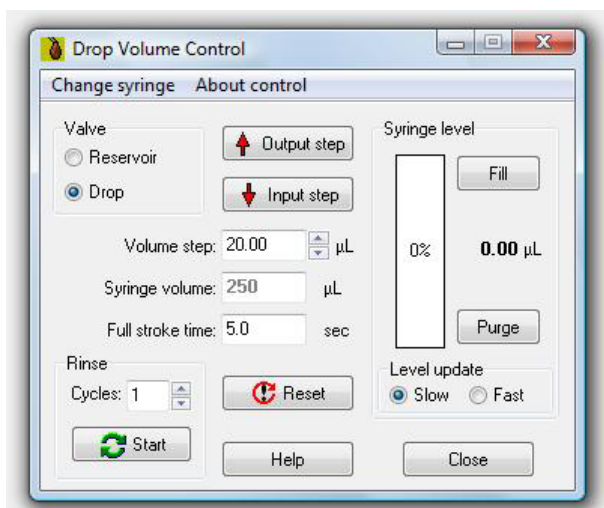 Drop Volume Control
Change syringe About control
Valve
Reservoir
Drop
Output step
Input step
Volume step: 20.00 µL
Syringe volume: 250 µL
Full stroke time: 5.0 sec
Rinse
Cycles: 1
Start
Reset
Help
Syringe level
Fill
0% 0.00 µL
Purge
Level update
Slow Fast
Close